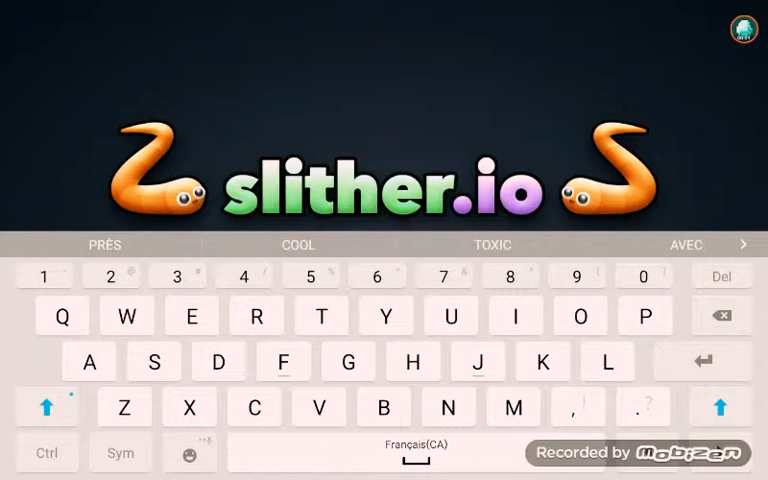 slither.io
PRÈS COOL TOXIC AVEC >
1 2 @ 3 # 4 / 5 % 6 ^ 7 & 8 * 9 ( 0 ) Del
Q W E R T Y U I O P
A S D F G H J K L
Z X C V B N M , ! . ?
Ctrl Sym Français(CA) Recorded by Mobizen